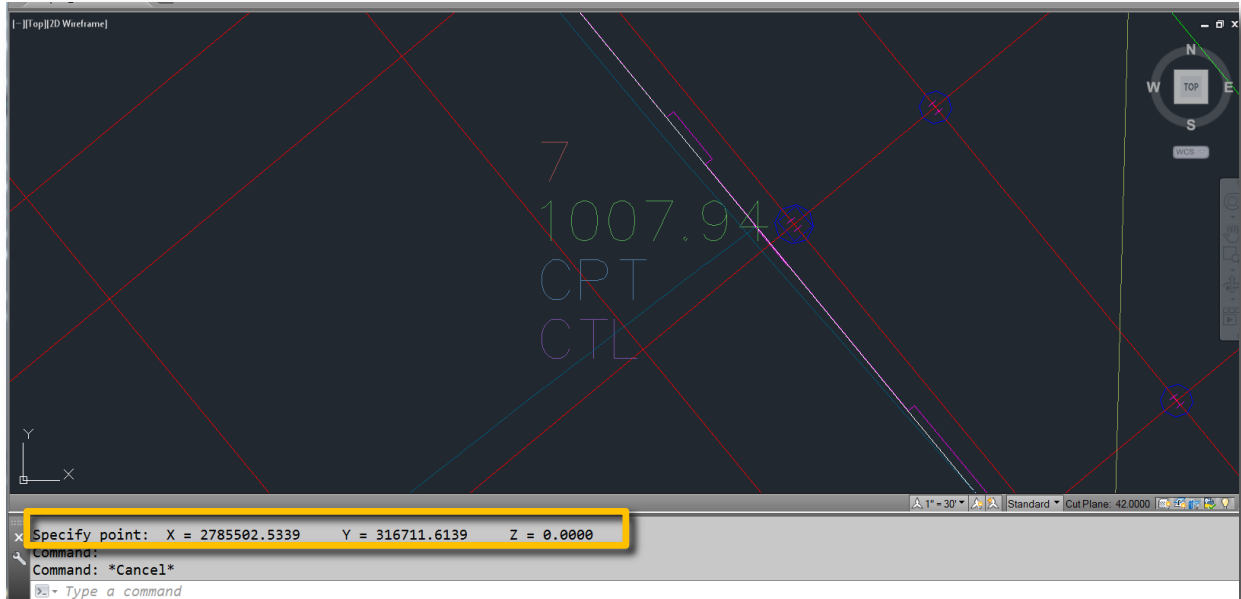 [−][Top][2D Wireframe]
N
W
TOP
E
S
WCS
7
1007.94
CPT
CTL
Y
X
1" = 30'
Standard
Cut Plane: 42.0000
Specify point: X = 2785502.5339 Y = 316711.6139 Z = 0.0000
Command:
Command: *Cancel*
Type a command